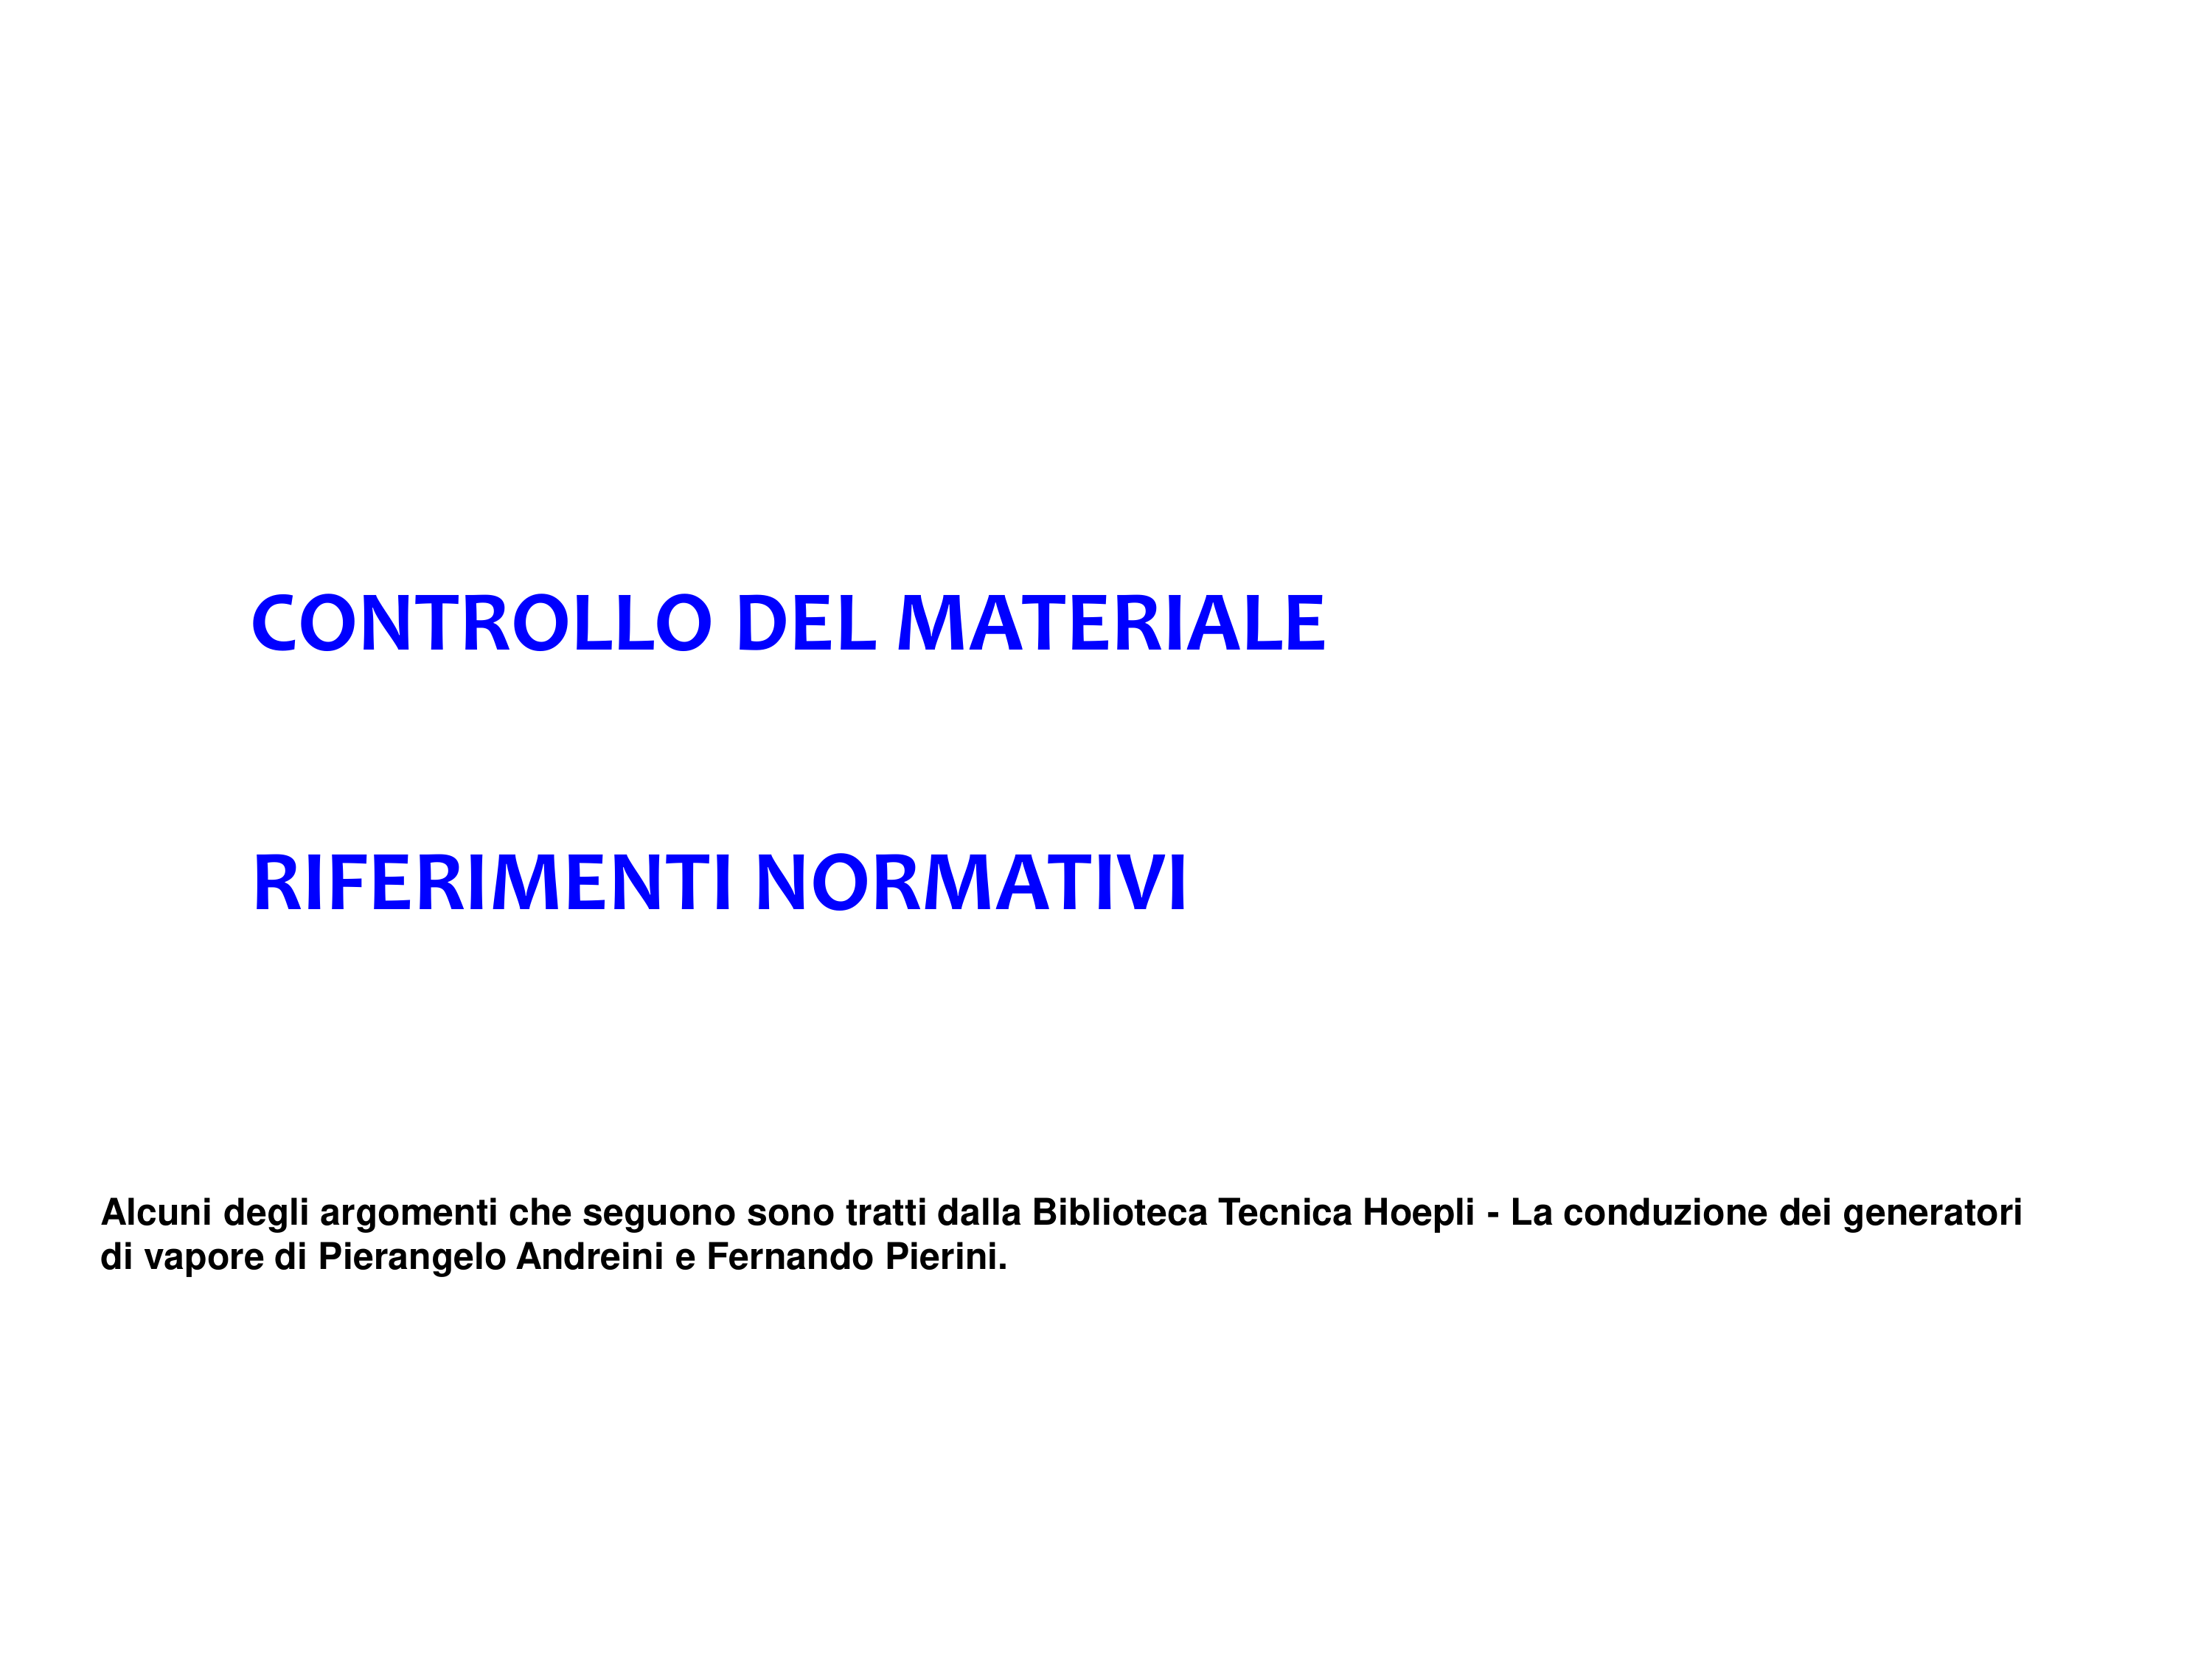 CONTROLLO DEL MATERIALE
RIFERIMENTI NORMATIVI
Alcuni degli argomenti che seguono sono tratti dalla Biblioteca Tecnica Hoepli - La conduzione dei generatori
di vapore di Pierangelo Andreini e Fernando Pierini.